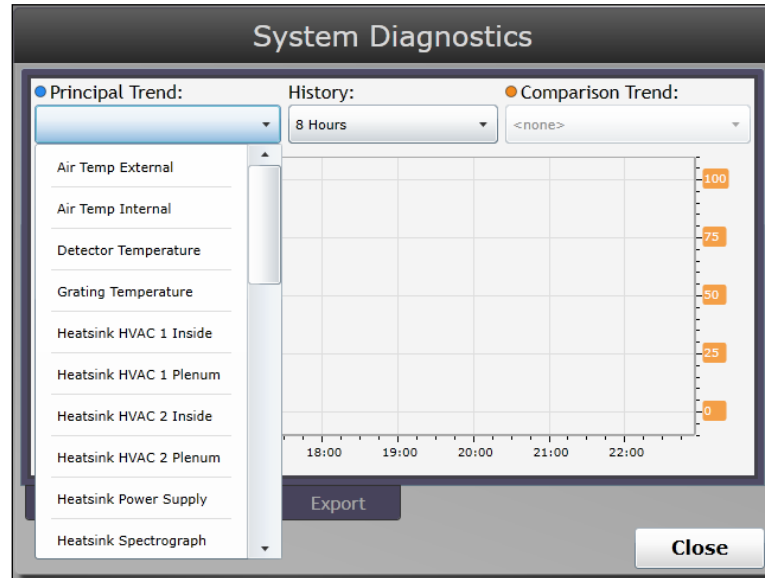 System Diagnostics
Principal Trend:
History:
Comparison Trend:
8 Hours
<none>
Air Temp External
Air Temp Internal
Detector Temperature
Grating Temperature
Heatsink HVAC 1 Inside
Heatsink HVAC 1 Plenum
Heatsink HVAC 2 Inside
Heatsink HVAC 2 Plenum
Heatsink Power Supply
Heatsink Spectrograph
100
75
50
25
0
18:00 19:00 20:00 21:00 22:00
Export
Close